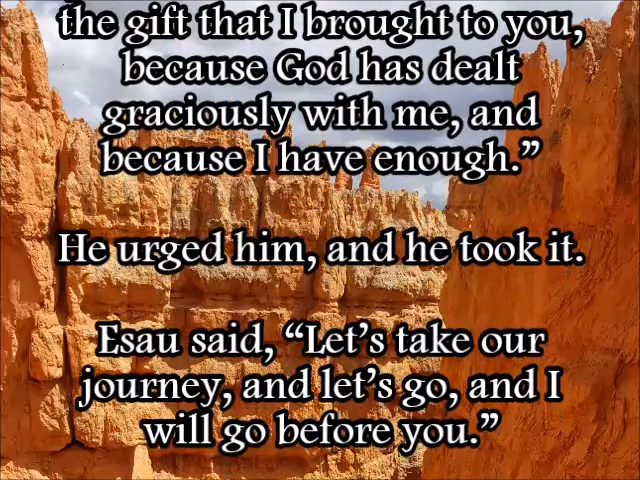 the gift that I brought to you,
because God has dealt
graciously with me, and
because I have enough.”
He urged him, and he took it.
Esau said, “Let’s take our
journey, and let’s go, and I
will go before you.”